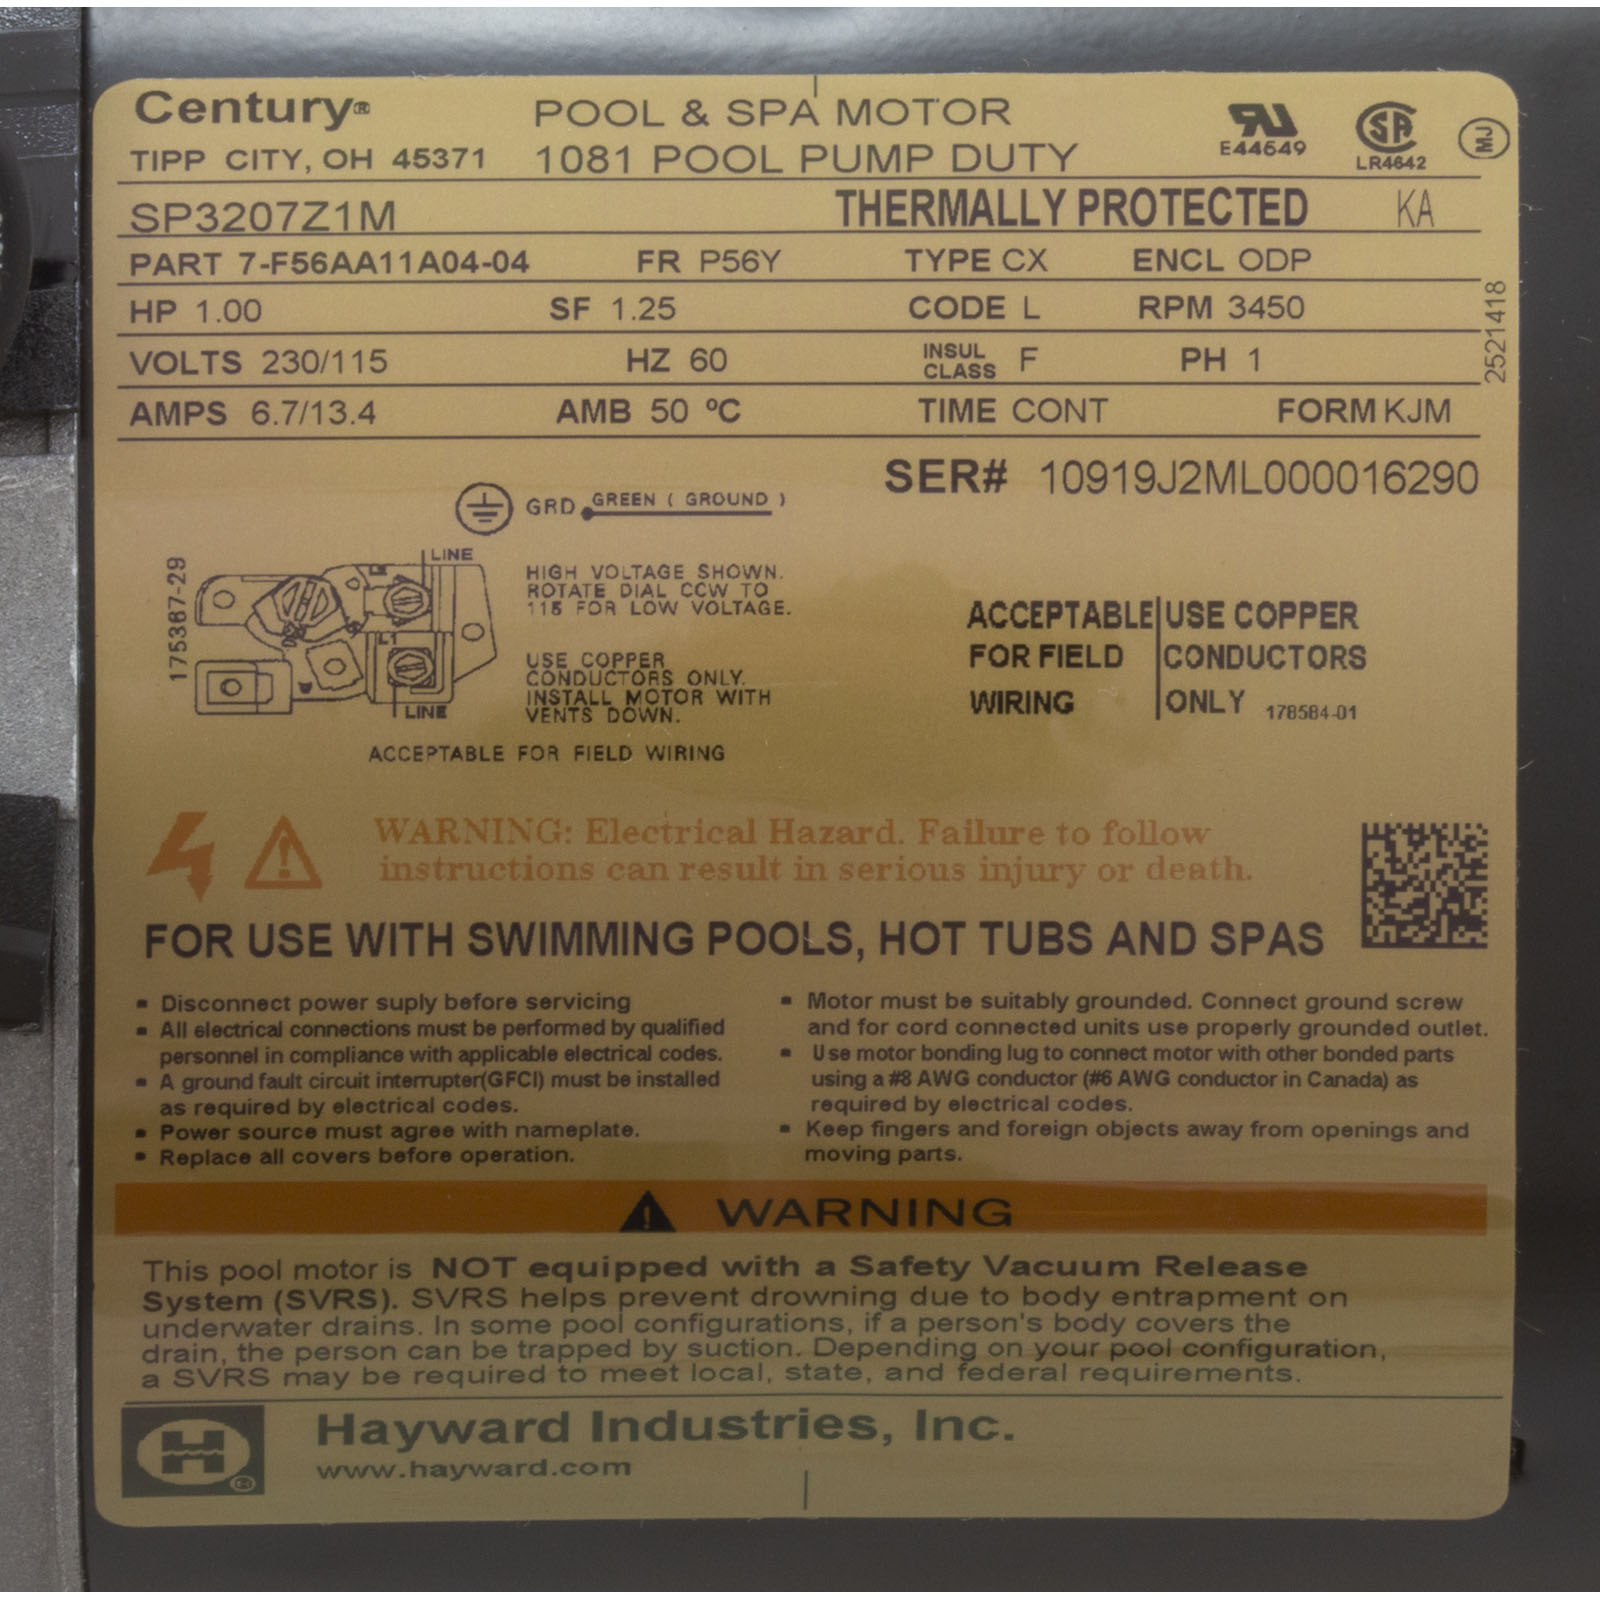 Century®
POOL & SPA MOTOR
TIPP CITY, OH 45371
1081 POOL PUMP DUTY
E44549
SA
LR4642
MJ
SP3207Z1M
THERMALLY PROTECTED
KA
PART 7-F56AA11A04-04 FR P56Y TYPE CX ENCL ODP
HP 1.00 SF 1.25 CODE L RPM 3450
VOLTS 230/115 HZ 60 INSUL CLASS F PH 1
AMPS 6.7/13.4 AMB 50 ºC TIME CONT FORM KJM
2521418
SER# 10919J2ML000016290
GRD GREEN ( GROUND )
175387-29
LINE
L1
LINE
HIGH VOLTAGE SHOWN.
ROTATE DIAL CCW TO
115 FOR LOW VOLTAGE.
USE COPPER
CONDUCTORS ONLY.
INSTALL MOTOR WITH
VENTS DOWN.
ACCEPTABLE FOR FIELD WIRING
ACCEPTABLE
FOR FIELD
WIRING
USE COPPER
CONDUCTORS
ONLY 178584-01
WARNING: Electrical Hazard. Failure to follow
instructions can result in serious injury or death.
FOR USE WITH SWIMMING POOLS, HOT TUBS AND SPAS
▪ Disconnect power suply before servicing
▪ All electrical connections must be performed by qualified
personnel in compliance with applicable electrical codes.
▪ A ground fault circuit interrupter(GFCI) must be installed
as required by electrical codes.
▪ Power source must agree with nameplate.
▪ Replace all covers before operation.
▪ Motor must be suitably grounded. Connect ground screw
and for cord connected units use properly grounded outlet.
▪ Use motor bonding lug to connect motor with other bonded parts
using a #8 AWG conductor (#6 AWG conductor in Canada) as
required by electrical codes.
▪ Keep fingers and foreign objects away from openings and
moving parts.
WARNING
This pool motor is NOT equipped with a Safety Vacuum Release
System (SVRS). SVRS helps prevent drowning due to body entrapment on
underwater drains. In some pool configurations, if a person's body covers the
drain, the person can be trapped by suction. Depending on your pool configuration,
a SVRS may be required to meet local, state, and federal requirements.
H®
Hayward Industries, Inc.
www.hayward.com